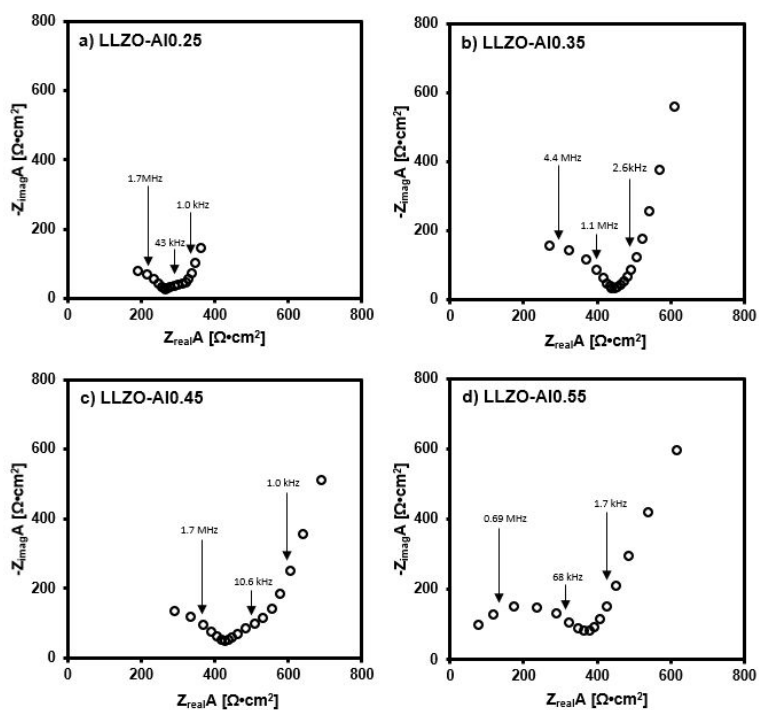 a) LLZO-Al0.25
800
600
400
200
0
-ZimagA [Ω•cm²]
1.7MHz
43 kHz
1.0 kHz
0 200 400 600 800
ZrealA [Ω•cm²]
b) LLZO-Al0.35
800
600
400
200
0
-ZimagA [Ω•cm²]
4.4 MHz
1.1 MHz
2.6kHz
0 200 400 600 800
ZrealA [Ω•cm²]
c) LLZO-Al0.45
800
600
400
200
0
-ZimagA [Ω•cm²]
1.7 MHz
10.6 kHz
1.0 kHz
0 200 400 600 800
ZrealA [Ω•cm²]
d) LLZO-Al0.55
800
600
400
200
0
-ZimagA [Ω•cm²]
0.69 MHz
68 kHz
1.7 kHz
0 200 400 600 800
ZrealA [Ω•cm²]